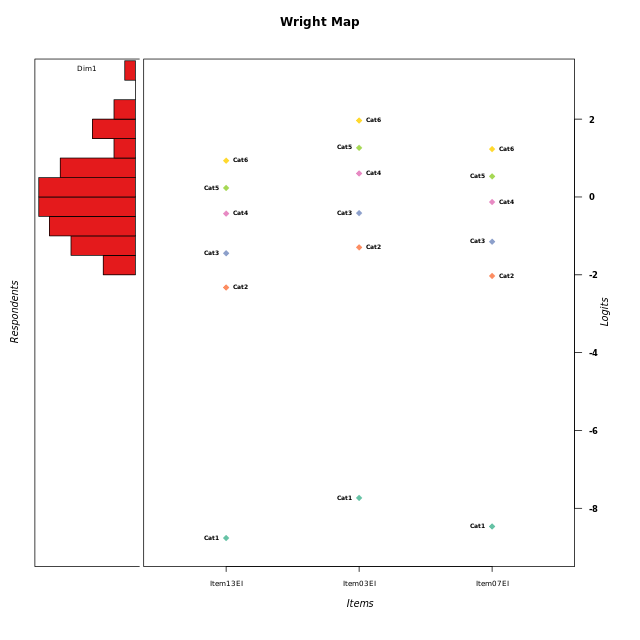 Wright Map
Dim1
2
Cat6
Cat5
Cat6
Cat6
Cat4
Cat5
Cat5
0
Cat4
Cat4
Cat3
Cat3
Cat3
Cat2
-2
Cat2
Cat2
Respondents
Logits
-4
-6
Cat1
-8
Cat1
Cat1
Item13EI
Item03EI
Item07EI
Items